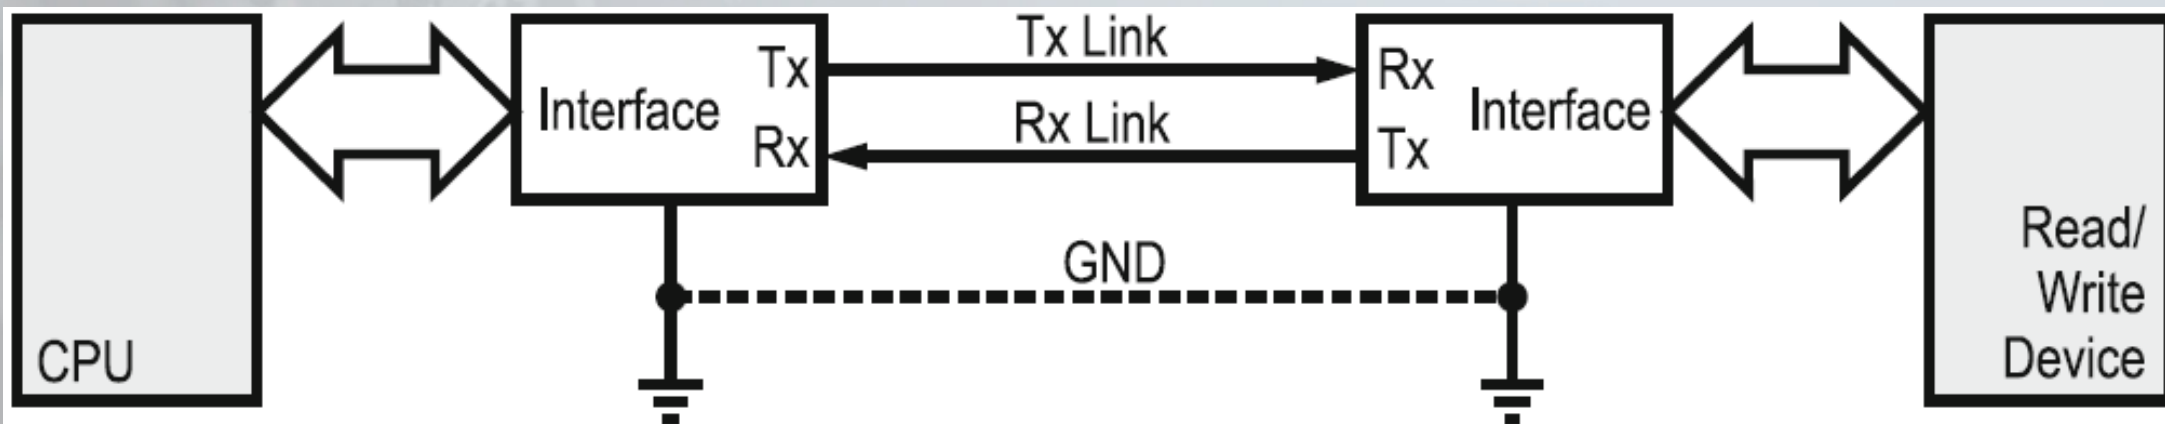 CPU
Interface
Tx
Rx
Tx Link
Rx Link
GND
Rx
Tx
Interface
Read/
Write
Device